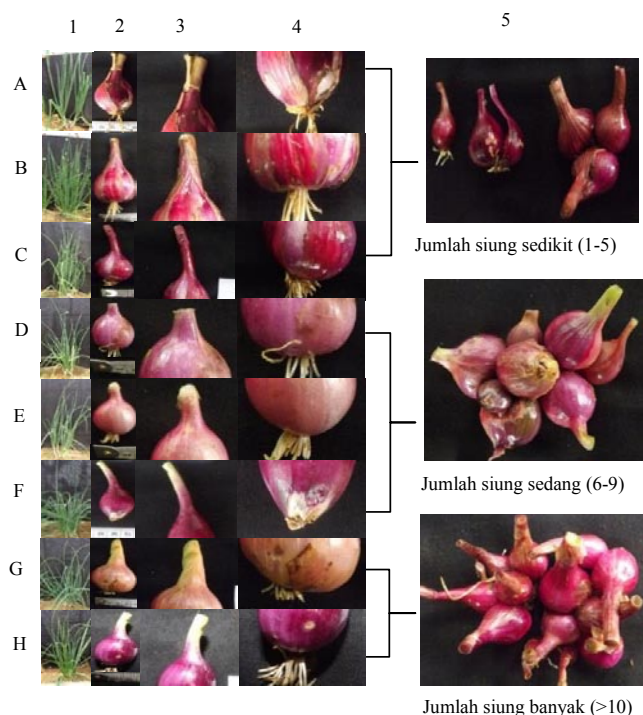 1 2 3 4 5
A
B
C
Jumlah siung sedikit (1-5)
D
E
Jumlah siung sedang (6-9)
F
G
H
Jumlah siung banyak (>10)